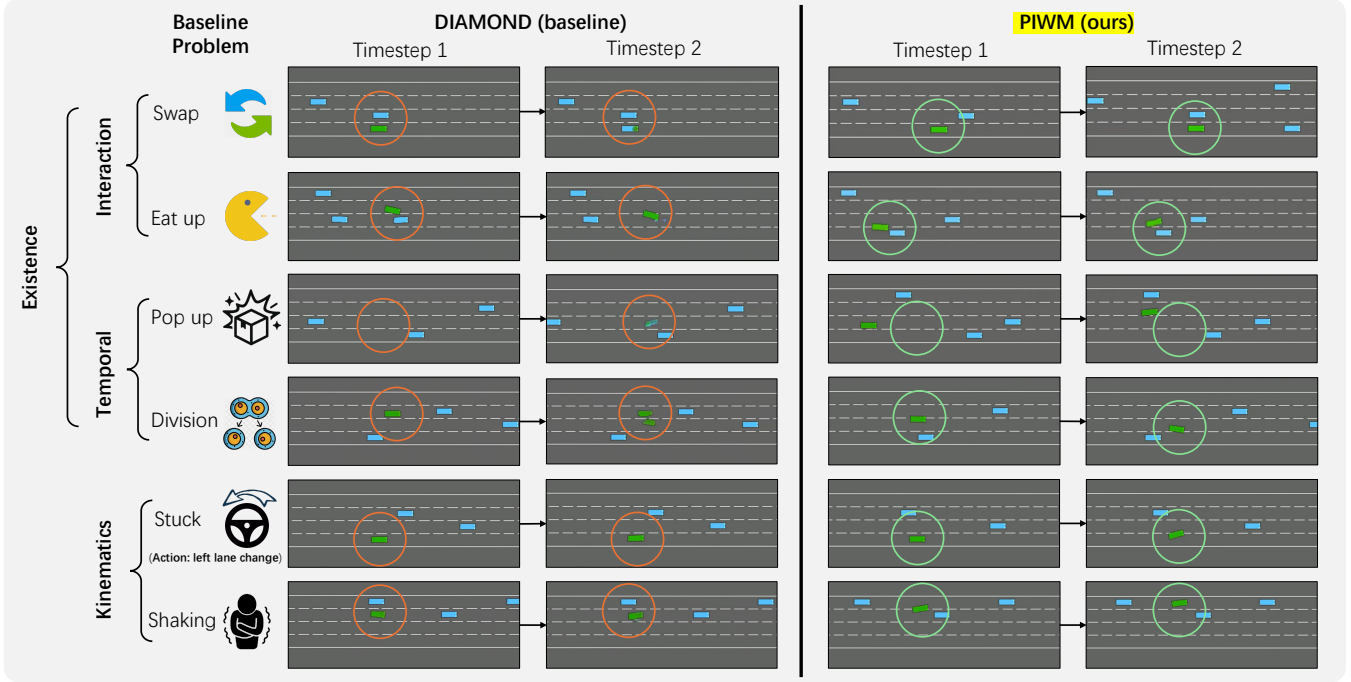 Baseline
Problem
DIAMOND (baseline)
PIWM (ours)
Timestep 1
Timestep 2
Timestep 1
Timestep 2
Existence
Interaction
Swap
Eat up
Temporal
Pop up
Division
Kinematics
Stuck
(Action: left lane change)
Shaking